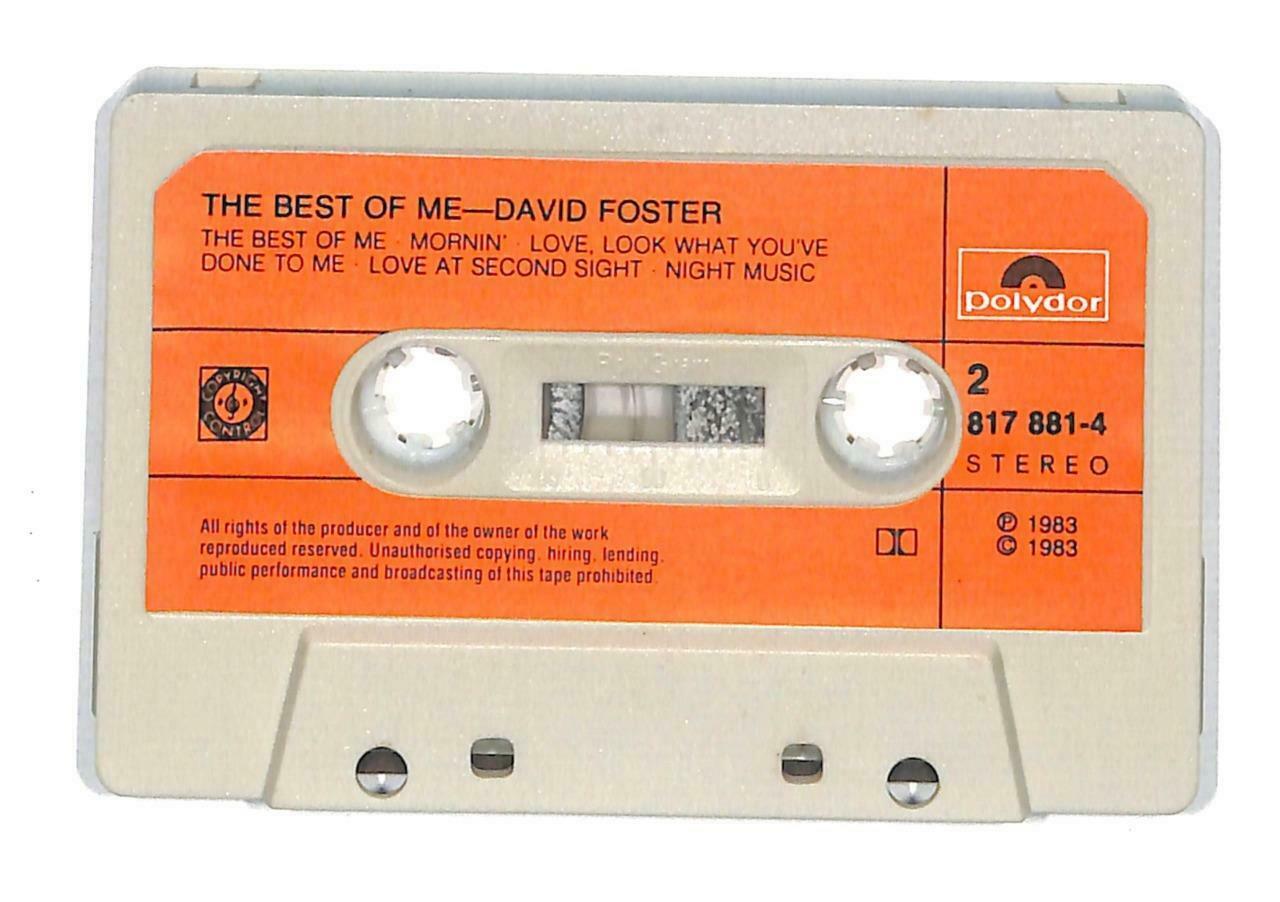 THE BEST OF ME—DAVID FOSTER
THE BEST OF ME · MORNIN' · LOVE, LOOK WHAT YOU'VE
DONE TO ME · LOVE AT SECOND SIGHT · NIGHT MUSIC
polydor
COPYRIGHT
CONTROL
2
817 881-4
STEREO
All rights of the producer and of the owner of the work
reproduced reserved. Unauthorised copying, hiring, lending,
public performance and broadcasting of this tape prohibited.
℗ 1983
© 1983